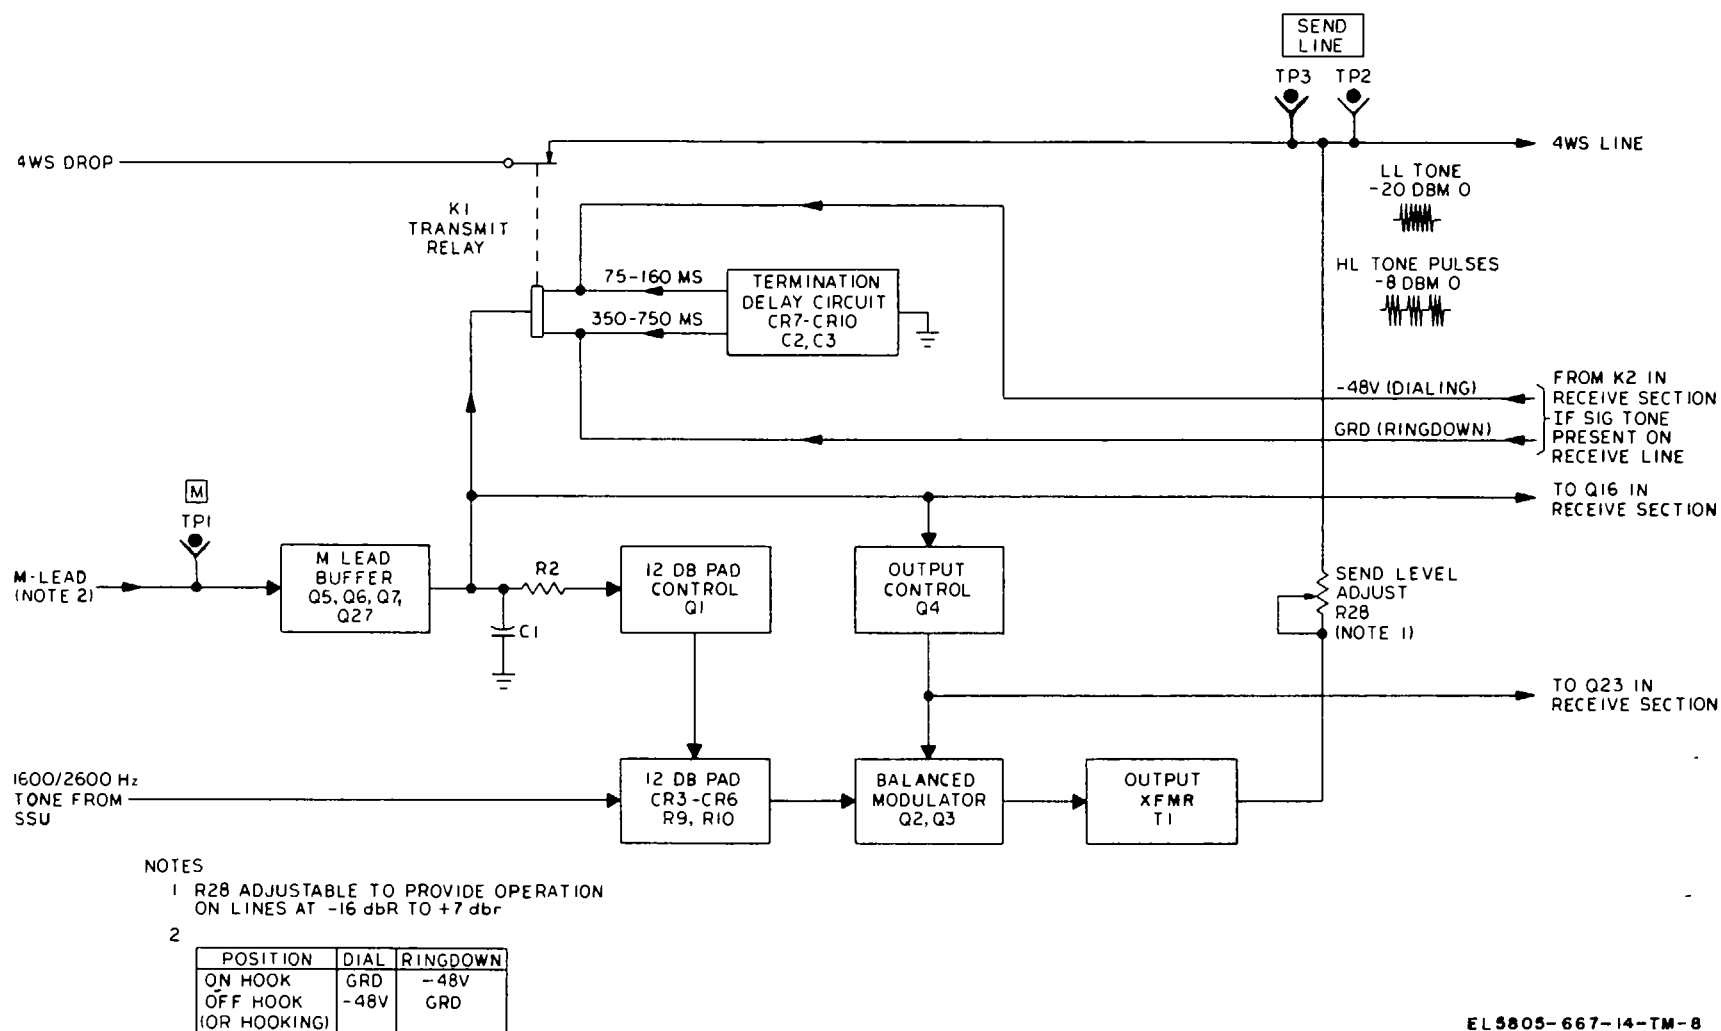 SEND
LINE
TP3 TP2
4WS DROP
4WS LINE
LL TONE
-20 DBM 0
K1
TRANSMIT
RELAY
HL TONE PULSES
-8 DBM 0
75-160 MS
350-750 MS
TERMINATION
DELAY CIRCUIT
CR7-CR10
C2, C3
-48V (DIALING)
GRD (RINGDOWN)
FROM K2 IN
RECEIVE SECTION
IF SIG TONE
PRESENT ON
RECEIVE LINE
TO Q16 IN
RECEIVE SECTION
M
TP1
M-LEAD
(NOTE 2)
M LEAD
BUFFER
Q5, Q6, Q7,
Q27
R2
C1
12 DB PAD
CONTROL
Q1
OUTPUT
CONTROL
Q4
SEND LEVEL
ADJUST
R28
(NOTE 1)
TO Q23 IN
RECEIVE SECTION
1600/2600 Hz
TONE FROM
SSU
12 DB PAD
CR3-CR6
R9, R10
BALANCED
MODULATOR
Q2, Q3
OUTPUT
XFMR
T1
NOTES
1 R28 ADJUSTABLE TO PROVIDE OPERATION
ON LINES AT -16 dbR TO +7 dbr
2
POSITION DIAL RINGDOWN
ON HOOK GRD -48V
OFF HOOK -48V GRD
(OR HOOKING)
EL5805-667-14-TM-8